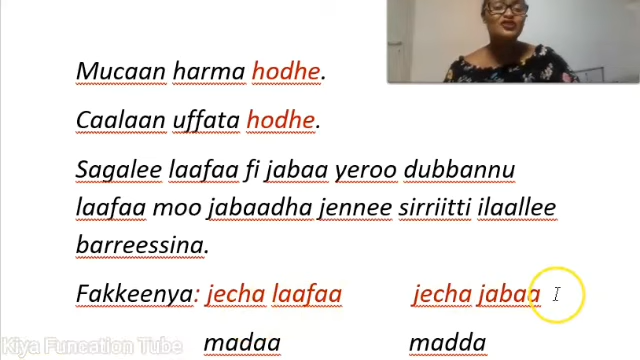 Mucaan harma hodhe.
Caalaan uffata hodhe.
Sagalee laafaa fi jabaa yeroo dubbannu
laafaa moo jabaadha jennee sirriitti ilaallee
barreessina.
Fakkeenya: jecha laafaa jecha jabaa
madaa madda
Kiya Funcation Tube